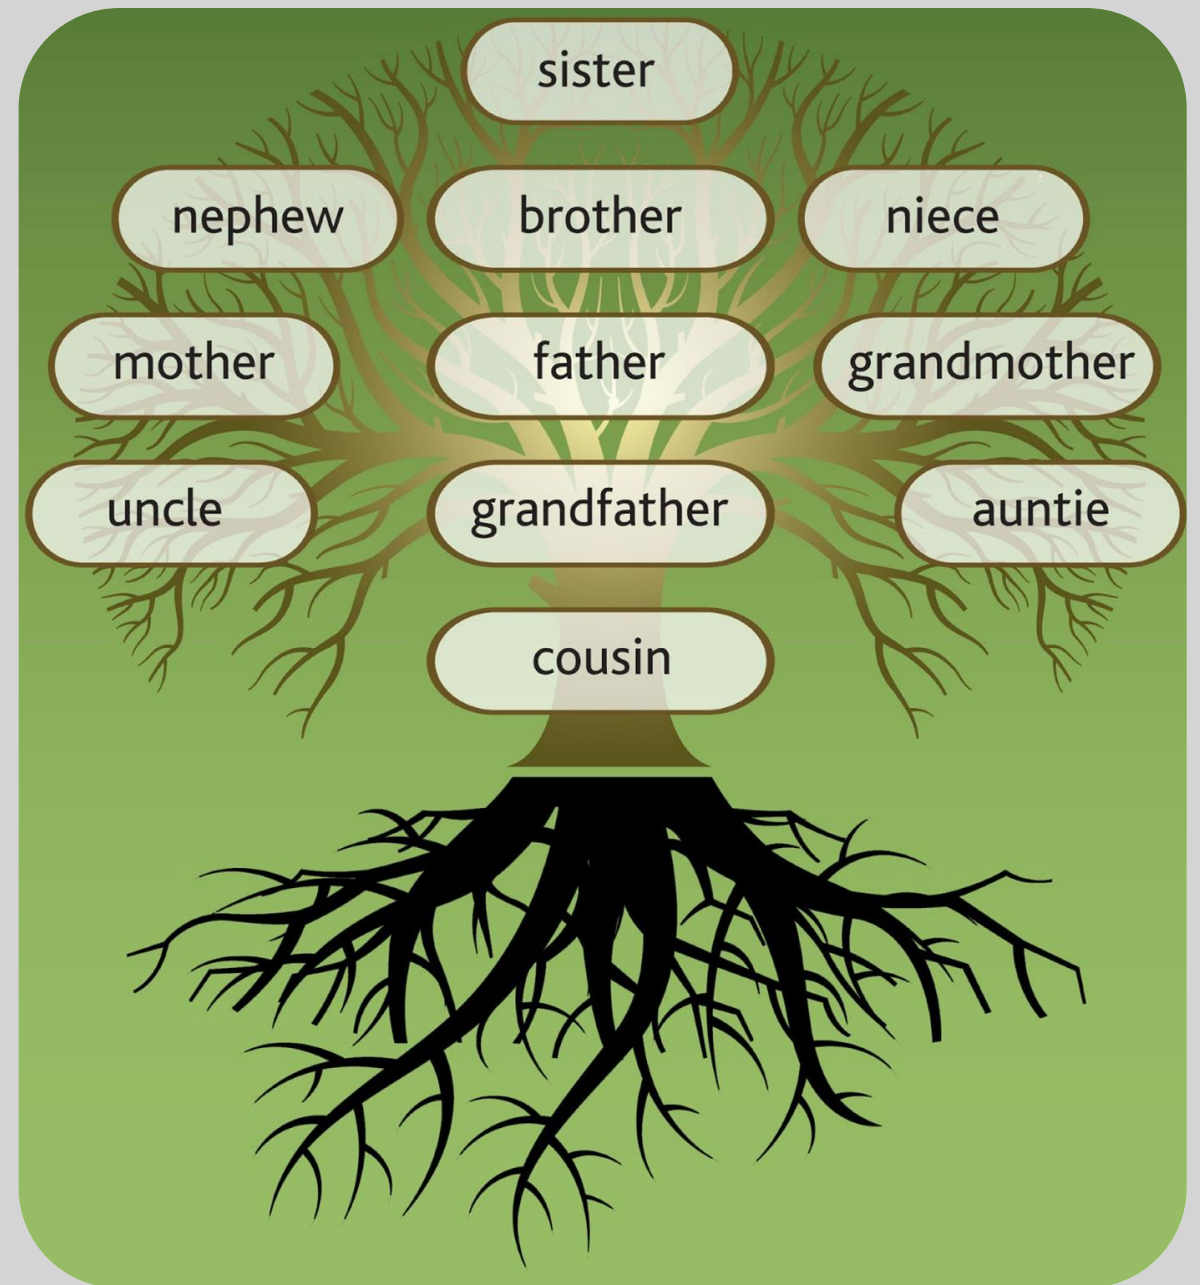 sister
nephew
brother
niece
mother
father
grandmother
uncle
grandfather
auntie
cousin